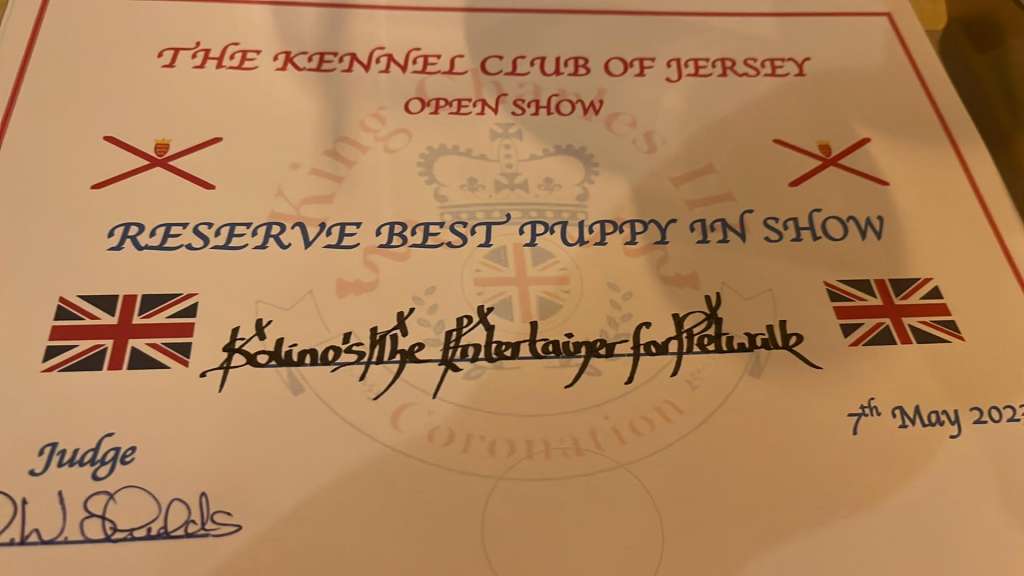 THE KENNEL CLUB OF JERSEY
OPEN SHOW
King Charles III
RESERVE BEST PUPPY IN SHOW
The Entertainer for Petwalk
Coronation
7th May 202
Judge